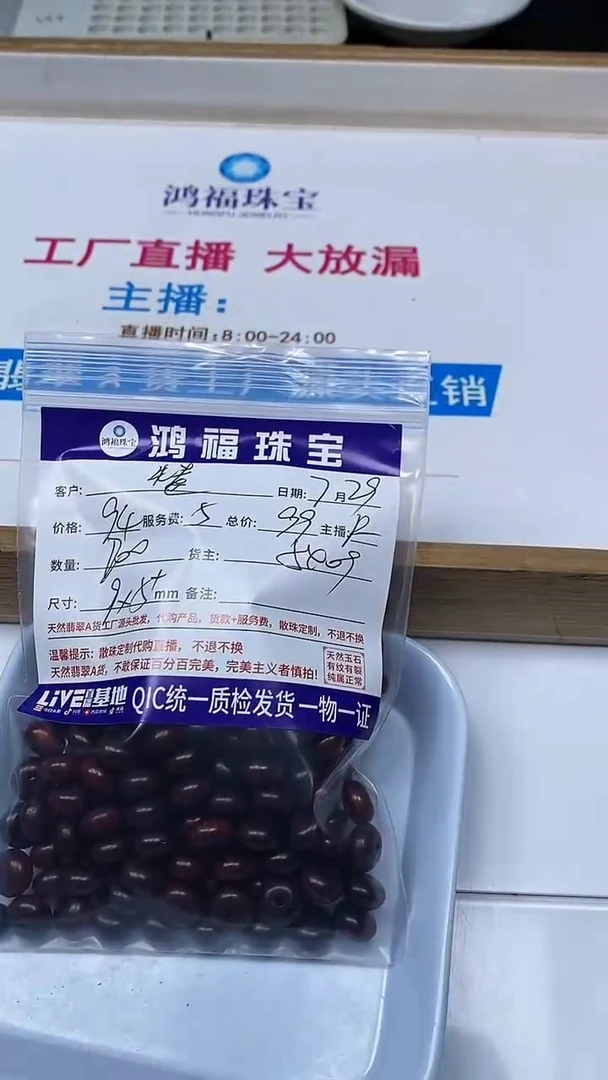 鸿福珠宝
HONGFU JEWELRY
工厂直播 大放漏
主播:
直播时间:8:00-24:00
销
鸿福珠宝 鸿福珠宝
客户: 日期: 7月29
价格: 94 服务费: 5 总价: 99 主播:
数量: 货主:
尺寸: mm 备注:
天然翡翠A货工厂源头批发,代购产品,货款+服务费,散珠定制,不退不换
温馨提示:散珠定制代购直播,不退不换
天然翡翠A货,不敢保证百分百完美,完美主义者慎拍!
天然玉石
有纹有裂
纯属正常
LIVE 基地 QIC统一质检发货 一物一证